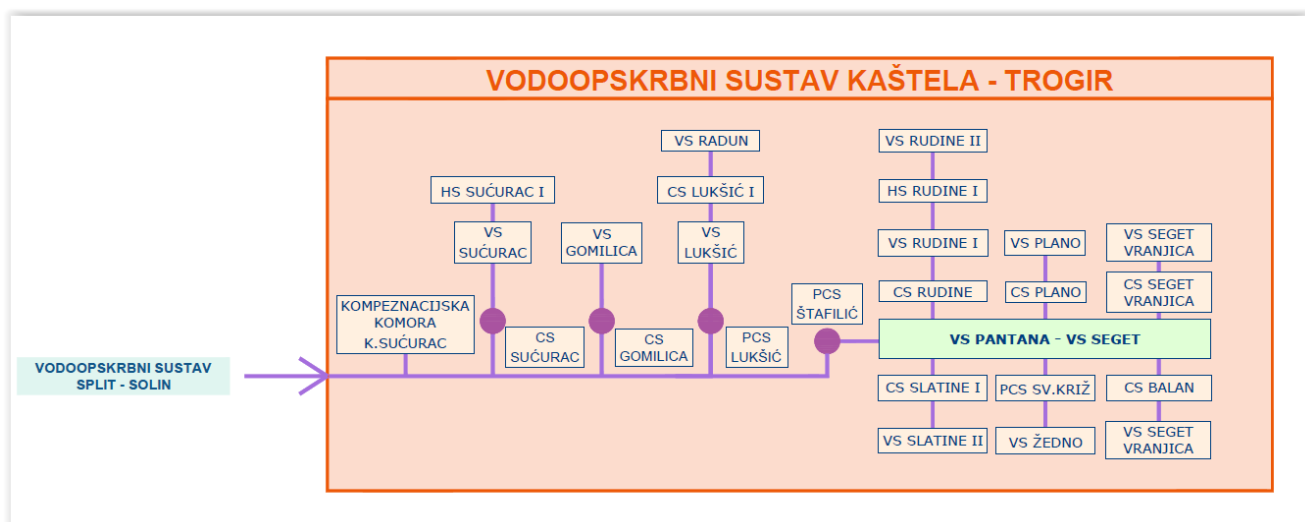 VODOOPSKRBNI SUSTAV KAŠTELA - TROGIR
VS RADUN
VS RUDINE II
HS SUĆURAC I
CS LUKŠIĆ I
HS RUDINE I
VS
SUĆURAC
VS
GOMILICA
VS
LUKŠIĆ
VS RUDINE I
VS PLANO
VS SEGET
VRANJICA
KOMPEZNACIJSKA
KOMORA
K.SUĆURAC
PCS
ŠTAFILIĆ
CS RUDINE
CS PLANO
CS SEGET
VRANJICA
CS
SUĆURAC
CS
GOMILICA
PCS
LUKŠIĆ
VS PANTANA - VS SEGET
VODOOPSKRBNI SUSTAV
SPLIT - SOLIN
CS SLATINE I
PCS SV.KRIŽ
CS BALAN
VS SLATINE II
VS ŽEDNO
VS SEGET
VRANJICA